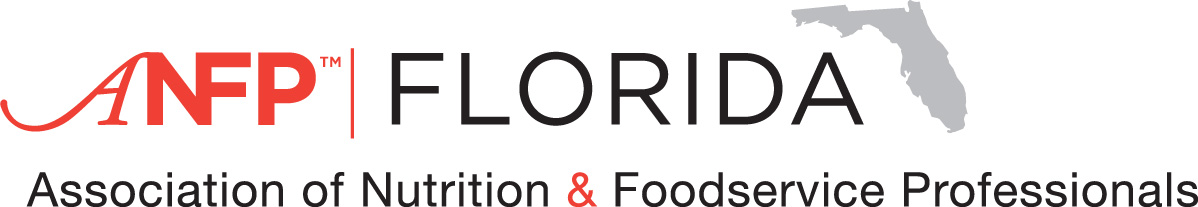 ANFP™ | FLORIDA
Association of Nutrition & Foodservice Professionals